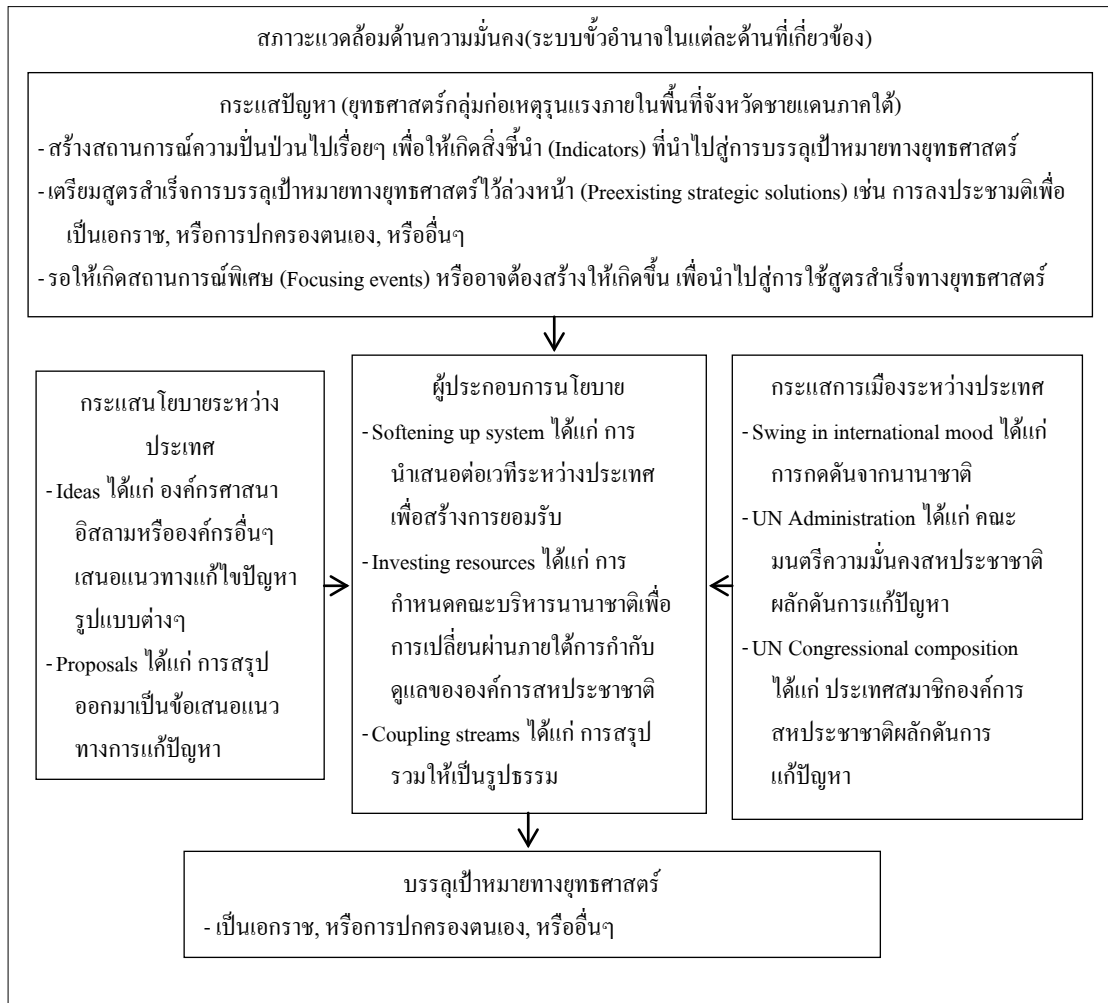 สภาวะแวดล้อมด้านความมั่นคง(ระบบขั้วอำนาจในแต่ละด้านที่เกี่ยวข้อง)
กระแสปัญหา (ยุทธศาสตร์กลุ่มก่อเหตุรุนแรงภายในพื้นที่จังหวัดชายแดนภาคใต้)
- สร้างสถานการณ์ความปั่นป่วนไปเรื่อยๆ เพื่อให้เกิดสิ่งชี้นำ (Indicators) ที่นำไปสู่การบรรลุเป้าหมายทางยุทธศาสตร์
- เตรียมสูตรสำเร็จการบรรลุเป้าหมายทางยุทธศาสตร์ไว้ล่วงหน้า (Preexisting strategic solutions) เช่น การลงประชามติเพื่อ
เป็นเอกราช, หรือการปกครองตนเอง, หรืออื่นๆ
- รอให้เกิดสถานการณ์พิเศษ (Focusing events) หรืออาจต้องสร้างให้เกิดขึ้น เพื่อนำไปสู่การใช้สูตรสำเร็จทางยุทธศาสตร์
กระแสนโยบายระหว่าง
ประเทศ
- Ideas ได้แก่ องค์กรศาสนา
อิสลามหรือองค์กรอื่นๆ
เสนอแนวทางแก้ไขปัญหา
รูปแบบต่างๆ
- Proposals ได้แก่ การสรุป
ออกมาเป็นข้อเสนอแนว
ทางการแก้ปัญหา
ผู้ประกอบการนโยบาย
- Softening up system ได้แก่ การ
นำเสนอต่อเวทีระหว่างประเทศ
เพื่อสร้างการยอมรับ
- Investing resources ได้แก่ การ
กำหนดคณะบริหารนานาชาติเพื่อ
การเปลี่ยนผ่านภายใต้การกำกับ
ดูแลขององค์การสหประชาชาติ
- Coupling streams ได้แก่ การสรุป
รวมให้เป็นรูปธรรม
กระแสการเมืองระหว่างประเทศ
- Swing in international mood ได้แก่
การกดดันจากนานาชาติ
- UN Administration ได้แก่ คณะ
มนตรีความมั่นคงสหประชาชาติ
ผลักดันการแก้ปัญหา
- UN Congressional composition
ได้แก่ ประเทศสมาชิกองค์การ
สหประชาชาติผลักดันการ
แก้ปัญหา
บรรลุเป้าหมายทางยุทธศาสตร์
- เป็นเอกราช, หรือการปกครองตนเอง, หรืออื่นๆ